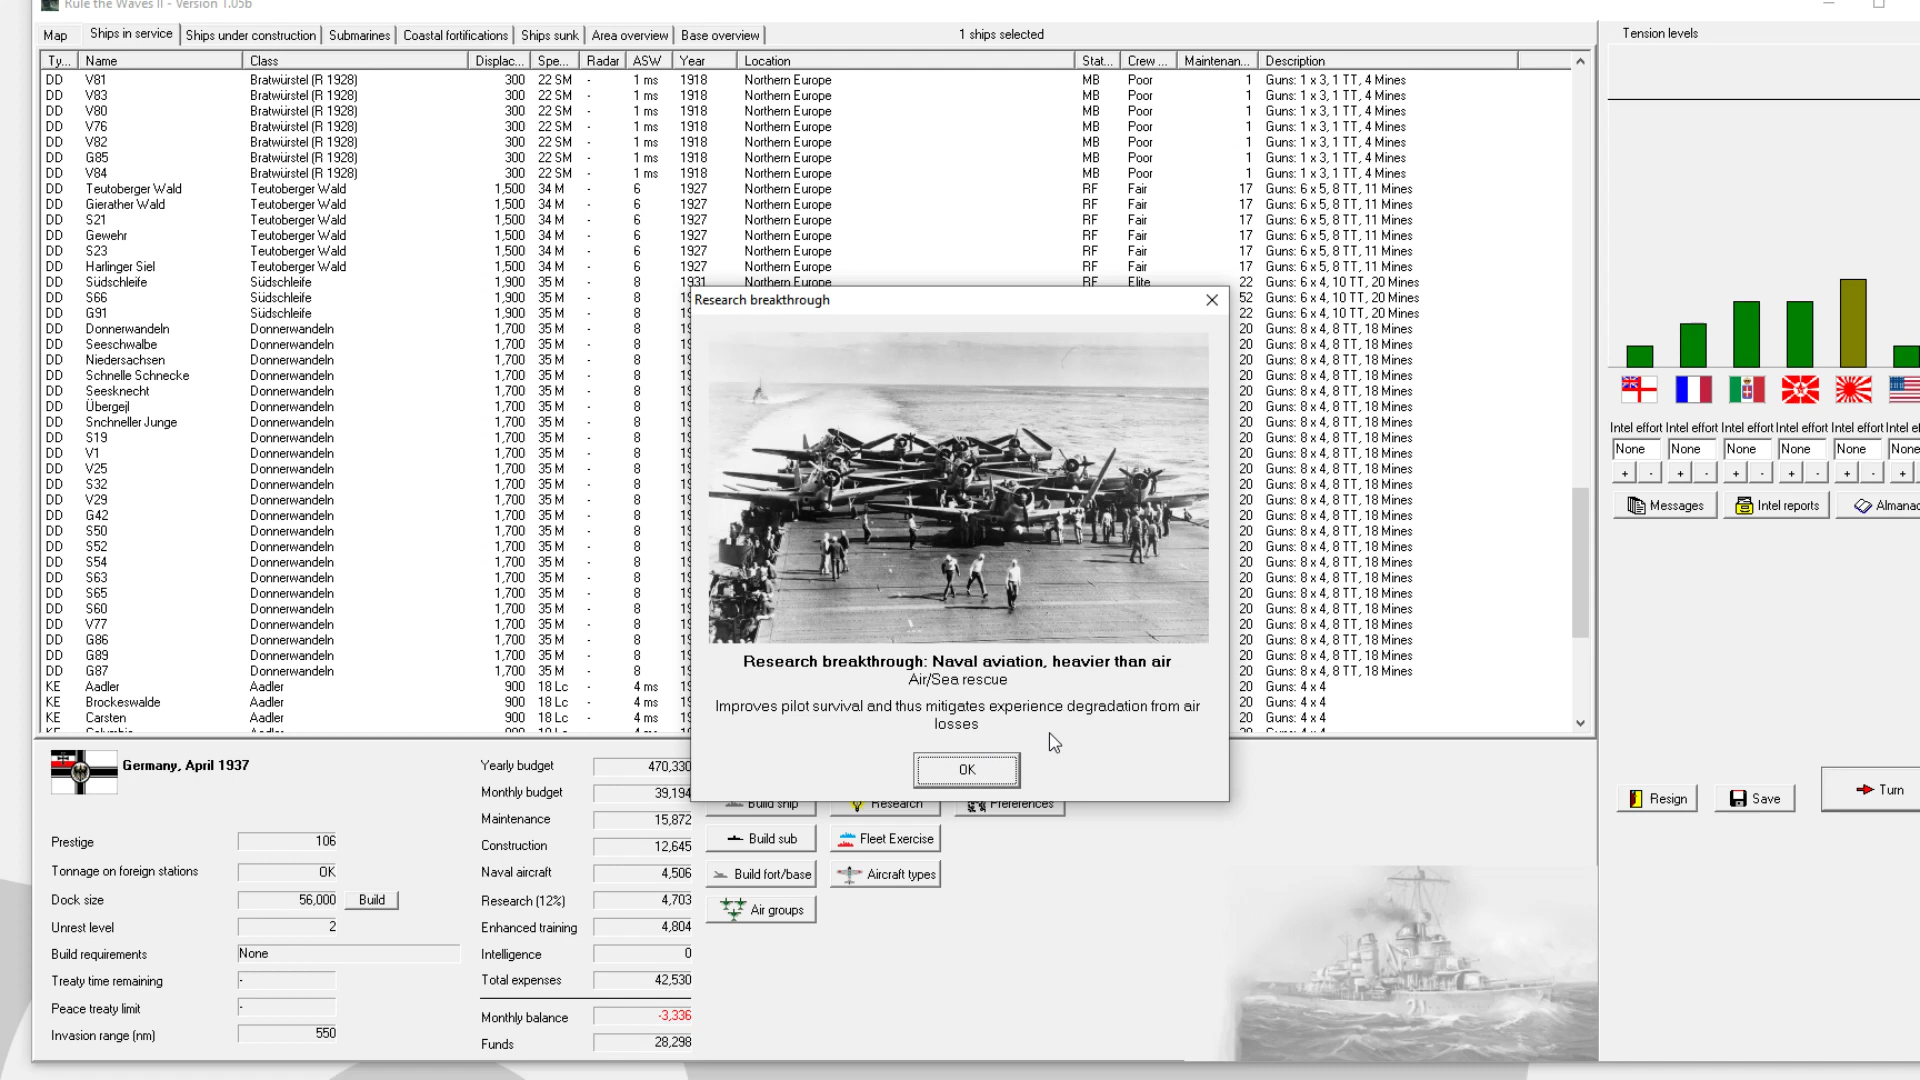 Rule the Waves II - Version 1.05b
Map Ships in service Ships under construction Submarines Coastal fortifications Ships sunk Area overview Base overview 1 ships selected Tension levels
Ty... Name Class Displac... Spe... Radar ASW Year Location Stat... Crew ... Maintenan... Description
DD V81 Bratwürstel (R 1928) 300 22 SM - 1 ms 1918 Northern Europe MB Poor 1 Guns: 1 x 3, 1 TT, 4 Mines
DD V83 Bratwürstel (R 1928) 300 22 SM - 1 ms 1918 Northern Europe MB Poor 1 Guns: 1 x 3, 1 TT, 4 Mines
DD V80 Bratwürstel (R 1928) 300 22 SM - 1 ms 1918 Northern Europe MB Poor 1 Guns: 1 x 3, 1 TT, 4 Mines
DD V76 Bratwürstel (R 1928) 300 22 SM - 1 ms 1918 Northern Europe MB Poor 1 Guns: 1 x 3, 1 TT, 4 Mines
DD V82 Bratwürstel (R 1928) 300 22 SM - 1 ms 1918 Northern Europe MB Poor 1 Guns: 1 x 3, 1 TT, 4 Mines
DD G85 Bratwürstel (R 1928) 300 22 SM - 1 ms 1918 Northern Europe MB Poor 1 Guns: 1 x 3, 1 TT, 4 Mines
DD V84 Bratwürstel (R 1928) 300 22 SM - 1 ms 1918 Northern Europe MB Poor 1 Guns: 1 x 3, 1 TT, 4 Mines
DD Teutoberger Wald Teutoberger Wald 1,500 34 M - 6 1927 Northern Europe RF Fair 17 Guns: 6 x 5, 8 TT, 11 Mines
DD Gierather Wald Teutoberger Wald 1,500 34 M - 6 1927 Northern Europe RF Fair 17 Guns: 6 x 5, 8 TT, 11 Mines
DD S21 Teutoberger Wald 1,500 34 M - 6 1927 Northern Europe RF Fair 17 Guns: 6 x 5, 8 TT, 11 Mines
DD Gewehr Teutoberger Wald 1,500 34 M - 6 1927 Northern Europe RF Fair 17 Guns: 6 x 5, 8 TT, 11 Mines
DD S23 Teutoberger Wald 1,500 34 M - 6 1927 Northern Europe RF Fair 17 Guns: 6 x 5, 8 TT, 11 Mines
DD Harlinger Siel Teutoberger Wald 1,500 34 M - 6 1927 Northern Europe RF Fair 17 Guns: 6 x 5, 8 TT, 11 Mines
DD Südschleife Südschleife 1,900 35 M - 8 1931 Northern Europe RF Elite 22 Guns: 6 x 4, 10 TT, 20 Mines
DD S66 Südschleife 1,900 35 M - 8 52 Guns: 6 x 4, 10 TT, 20 Mines
DD G91 Südschleife 1,900 35 M - 8 22 Guns: 6 x 4, 10 TT, 20 Mines
DD Donnerwandeln Donnerwandeln 1,700 35 M - 8 20 Guns: 8 x 4, 8 TT, 18 Mines
DD Seeschwalbe Donnerwandeln 1,700 35 M - 8 20 Guns: 8 x 4, 8 TT, 18 Mines
DD Niedersachsen Donnerwandeln 1,700 35 M - 8 20 Guns: 8 x 4, 8 TT, 18 Mines
DD Schnelle Schnecke Donnerwandeln 1,700 35 M - 8 20 Guns: 8 x 4, 8 TT, 18 Mines
DD Seesknecht Donnerwandeln 1,700 35 M - 8 20 Guns: 8 x 4, 8 TT, 18 Mines
DD Übergejl Donnerwandeln 1,700 35 M - 8 20 Guns: 8 x 4, 8 TT, 18 Mines
DD Snchneller Junge Donnerwandeln 1,700 35 M - 8 20 Guns: 8 x 4, 8 TT, 18 Mines
DD S19 Donnerwandeln 1,700 35 M - 8 20 Guns: 8 x 4, 8 TT, 18 Mines
DD V1 Donnerwandeln 1,700 35 M - 8 20 Guns: 8 x 4, 8 TT, 18 Mines
DD V25 Donnerwandeln 1,700 35 M - 8 20 Guns: 8 x 4, 8 TT, 18 Mines
DD S32 Donnerwandeln 1,700 35 M - 8 20 Guns: 8 x 4, 8 TT, 18 Mines
DD V29 Donnerwandeln 1,700 35 M - 8 20 Guns: 8 x 4, 8 TT, 18 Mines
DD G42 Donnerwandeln 1,700 35 M - 8 20 Guns: 8 x 4, 8 TT, 18 Mines
DD S50 Donnerwandeln 1,700 35 M - 8 20 Guns: 8 x 4, 8 TT, 18 Mines
DD S52 Donnerwandeln 1,700 35 M - 8 20 Guns: 8 x 4, 8 TT, 18 Mines
DD S54 Donnerwandeln 1,700 35 M - 8 20 Guns: 8 x 4, 8 TT, 18 Mines
DD S63 Donnerwandeln 1,700 35 M - 8 20 Guns: 8 x 4, 8 TT, 18 Mines
DD S65 Donnerwandeln 1,700 35 M - 8 20 Guns: 8 x 4, 8 TT, 18 Mines
DD S60 Donnerwandeln 1,700 35 M - 8 20 Guns: 8 x 4, 8 TT, 18 Mines
DD V77 Donnerwandeln 1,700 35 M - 8 20 Guns: 8 x 4, 8 TT, 18 Mines
DD G86 Donnerwandeln 1,700 35 M - 8 20 Guns: 8 x 4, 8 TT, 18 Mines
DD G89 Donnerwandeln 1,700 35 M - 8 20 Guns: 8 x 4, 8 TT, 18 Mines
DD G87 Donnerwandeln 1,700 35 M - 8 20 Guns: 8 x 4, 8 TT, 18 Mines
KE Aadler Aadler 900 18 Lc - 4 ms 20 Guns: 4 x 4
KE Brockeswalde Aadler 900 18 Lc - 4 ms 20 Guns: 4 x 4
KE Carsten Aadler 900 18 Lc - 4 ms 20 Guns: 4 x 4
Research breakthrough
Research breakthrough: Naval aviation, heavier than air
Air/Sea rescue
Improves pilot survival and thus mitigates experience degradation from air
losses
OK
Intel effort Intel effort Intel effort Intel effort Intel effort Intel e
None None None None None None
+ - + - + - + - + - +
Messages Intel reports Almanac
Germany, April 1937
Prestige 106
Tonnage on foreign stations OK
Dock size 56,000 Build
Unrest level 2
Build requirements None
Treaty time remaining -
Peace treaty limit -
Invasion range (nm) 550
Yearly budget 470,330
Monthly budget 39,194
Maintenance 15,872
Construction 12,645
Naval aircraft 4,506
Research (12%) 4,703
Enhanced training 4,804
Intelligence 0
Total expenses 42,530
Monthly balance -3,336
Funds 28,298
Build ship Research Preferences
Build sub Fleet Exercise
Build fort/base Aircraft types
Air groups
Resign Save Turn